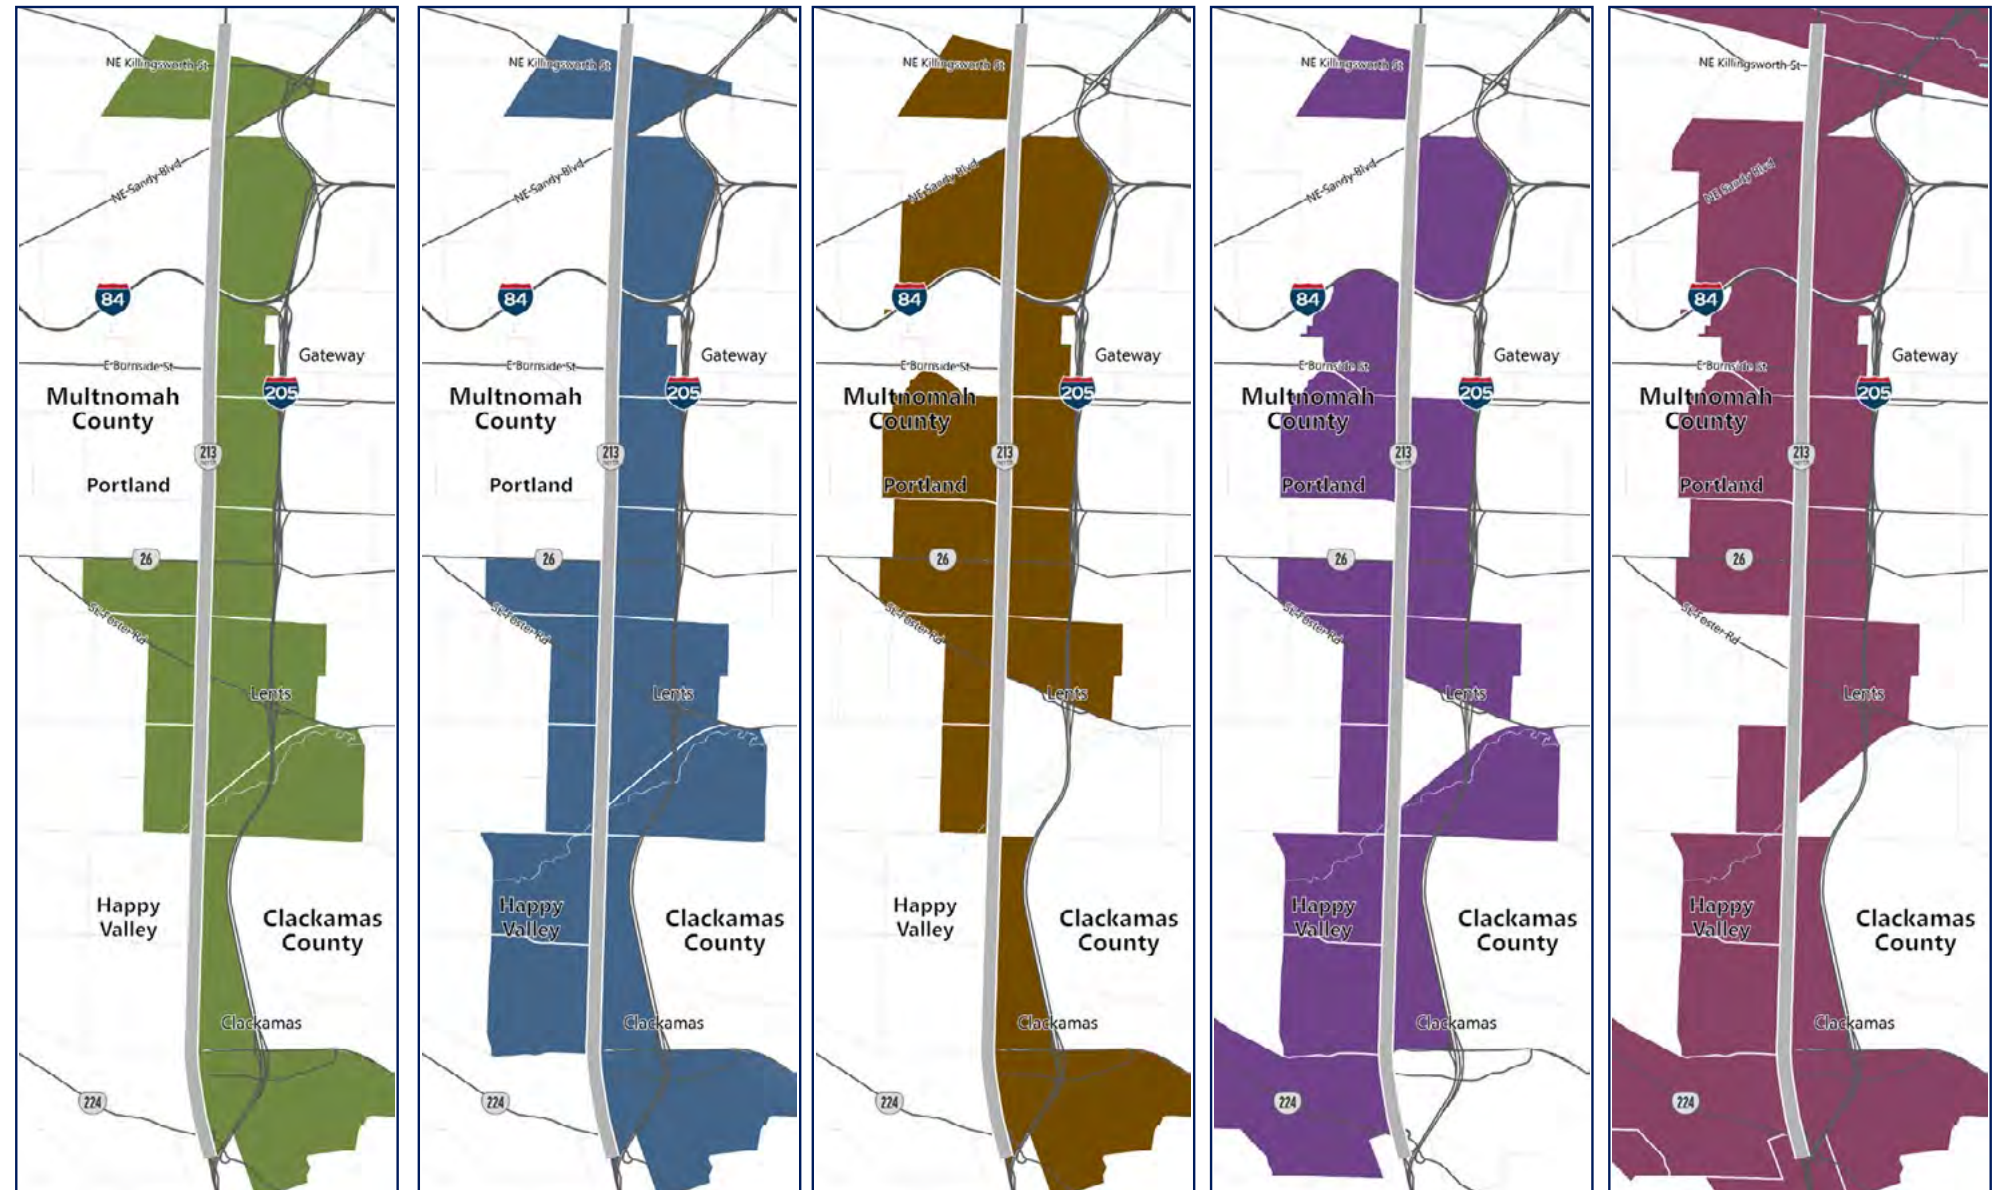 NE Killingsworth St
NE Sandy Blvd
84
E Burnside St
Gateway
205
Multnomah
County
213
Portland
26
SE Foster Rd
Lents
Happy
Valley
Clackamas
County
Clackamas
224
NE Killingsworth St
NE Sandy Blvd
84
E Burnside St
Gateway
205
Multnomah
County
213
Portland
26
SE Foster Rd
Lents
Happy
Valley
Clackamas
County
Clackamas
224
NE Killingsworth St
NE Sandy Blvd
84
E Burnside St
Gateway
205
Multnomah
County
213
Portland
26
SE Foster Rd
Lents
Happy
Valley
Clackamas
County
Clackamas
224
NE Killingsworth St
NE Sandy Blvd
84
E Burnside St
Gateway
205
Multnomah
County
213
Portland
26
SE Foster Rd
Lents
Happy
Valley
Clackamas
County
Clackamas
224
NE Killingsworth St
NE Sandy Blvd
84
E Burnside St
Gateway
205
Multnomah
County
213
Portland
26
SE Foster Rd
Lents
Happy
Valley
Clackamas
County
Clackamas
224